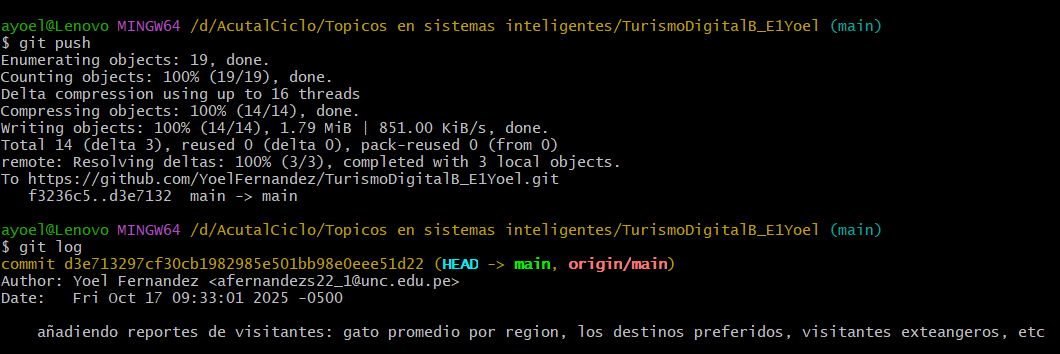 ayoel@Lenovo MINGW64 /d/AcutalCiclo/Topicos en sistemas inteligentes/TurismoDigitalB_E1Yoel (main)
$ git push
Enumerating objects: 19, done.
Counting objects: 100% (19/19), done.
Delta compression using up to 16 threads
Compressing objects: 100% (14/14), done.
Writing objects: 100% (14/14), 1.79 MiB | 851.00 KiB/s, done.
Total 14 (delta 3), reused 0 (delta 0), pack-reused 0 (from 0)
remote: Resolving deltas: 100% (3/3), completed with 3 local objects.
To https://github.com/YoelFernandez/TurismoDigitalB_E1Yoel.git
   f3236c5..d3e7132  main -> main
ayoel@Lenovo MINGW64 /d/AcutalCiclo/Topicos en sistemas inteligentes/TurismoDigitalB_E1Yoel (main)
$ git log
commit d3e713297cf30cb1982985e501bb98e0eee51d22 (HEAD -> main, origin/main)
Author: Yoel Fernandez <afernandezs22_1@unc.edu.pe>
Date:   Fri Oct 17 09:33:01 2025 -0500
    añadiendo reportes de visitantes: gato promedio por region, los destinos preferidos, visitantes exteangeros, etc